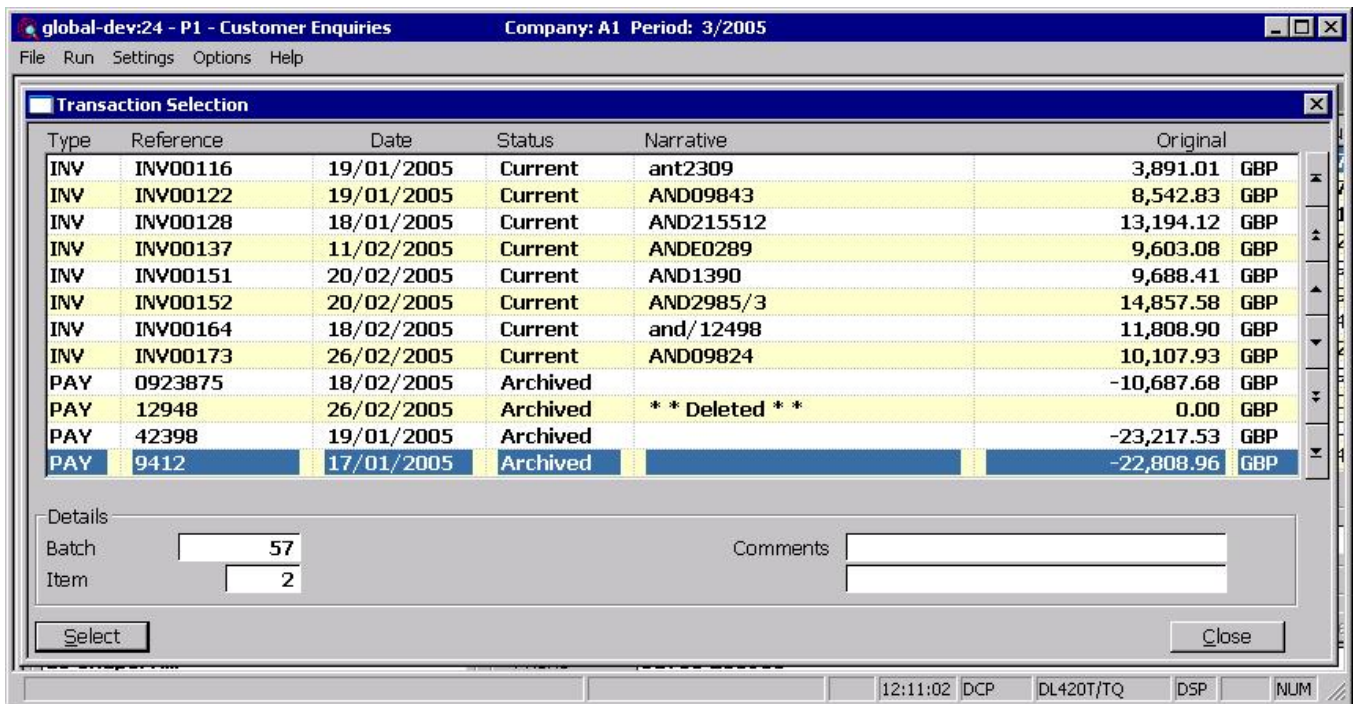 global-dev:24 - P1 - Customer Enquiries Company: A1 Period: 3/2005
File Run Settings Options Help
Transaction Selection
Type Reference Date Status Narrative Original
INV INV00116 19/01/2005 Current ant2309 3,891.01 GBP
INV INV00122 19/01/2005 Current AND09843 8,542.83 GBP
INV INV00128 18/01/2005 Current AND215512 13,194.12 GBP
INV INV00137 11/02/2005 Current ANDE0289 9,603.08 GBP
INV INV00151 20/02/2005 Current AND1390 9,688.41 GBP
INV INV00152 20/02/2005 Current AND2985/3 14,857.58 GBP
INV INV00164 18/02/2005 Current and/12498 11,808.90 GBP
INV INV00173 26/02/2005 Current AND09824 10,107.93 GBP
PAY 0923875 18/02/2005 Archived -10,687.68 GBP
PAY 12948 26/02/2005 Archived * * Deleted * * 0.00 GBP
PAY 42398 19/01/2005 Archived -23,217.53 GBP
PAY 9412 17/01/2005 Archived -22,808.96 GBP
Details
Batch 57 Comments
Item 2
Select Close
12:11:02 DCP DL420T/TQ DSP NUM